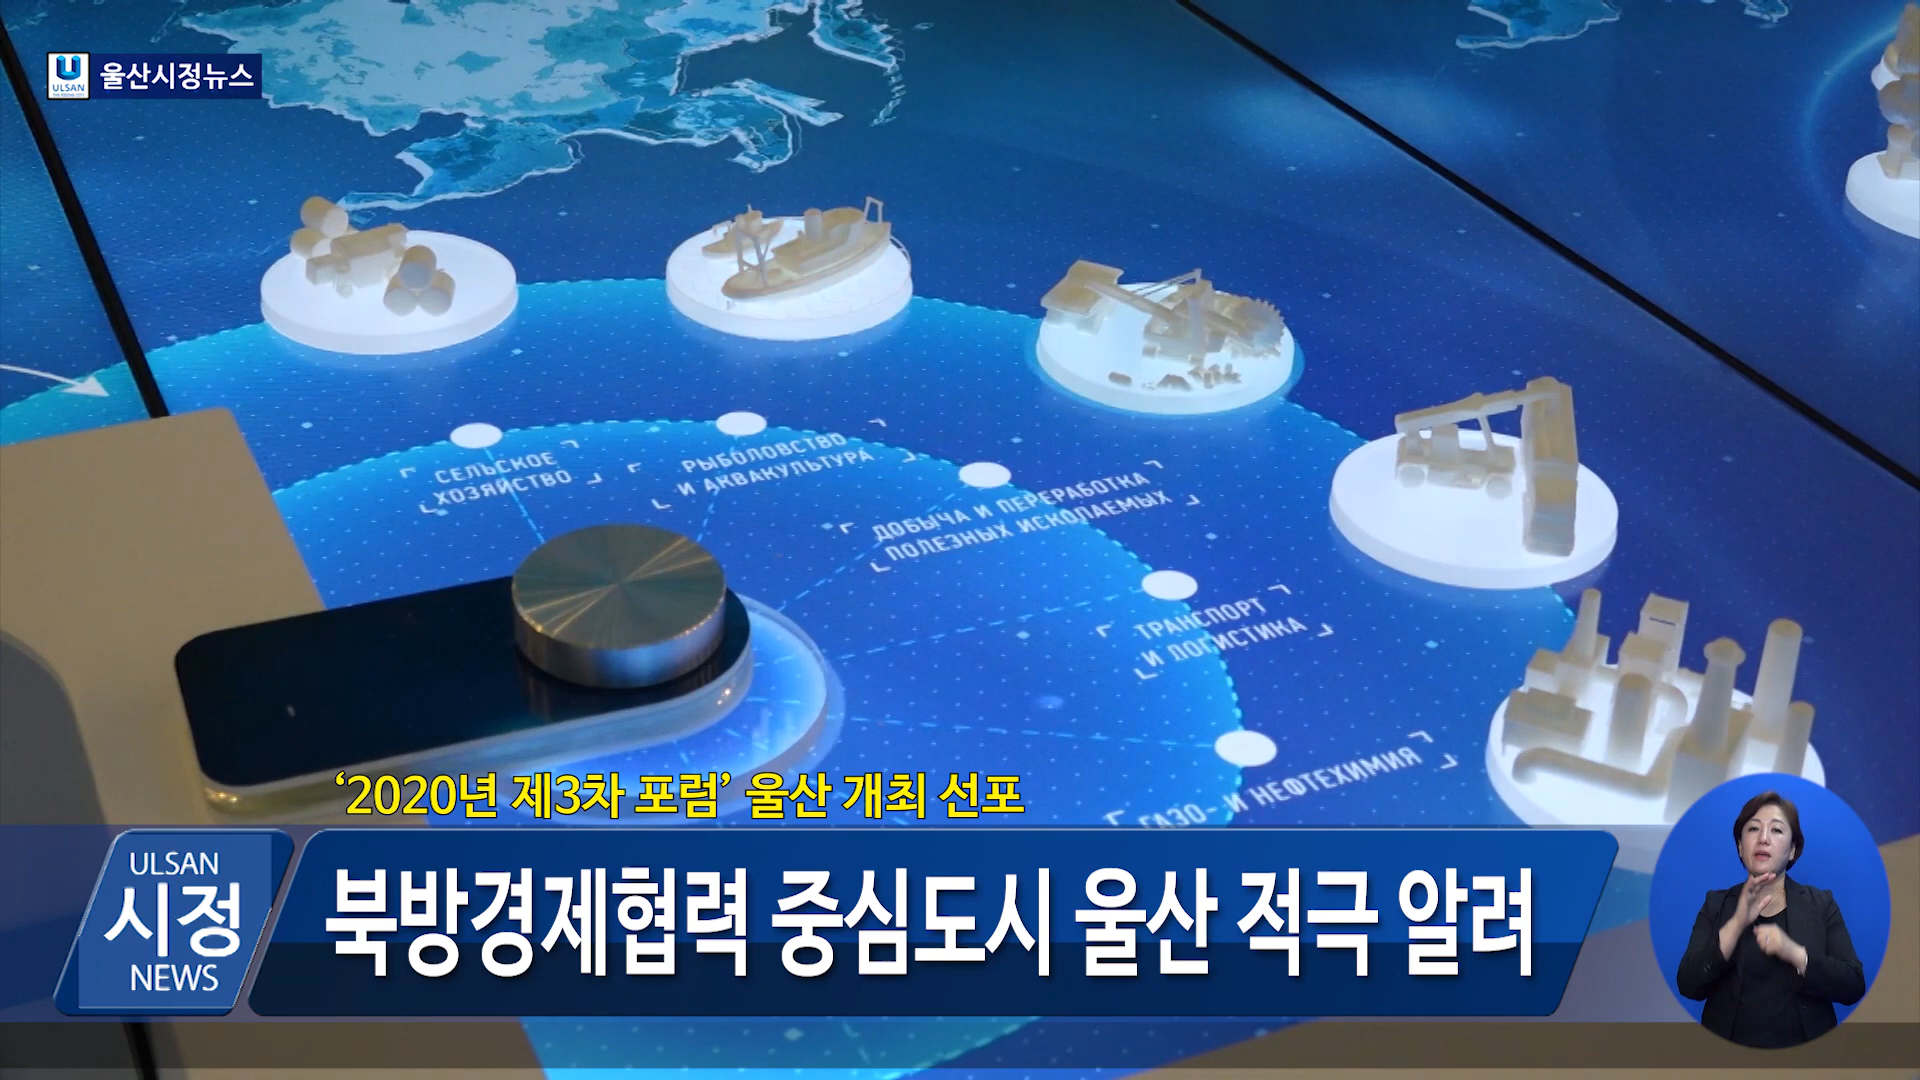 ULSAN
울산시정뉴스
СЕЛЬСКОЕ
ХОЗЯЙСТВО
РЫБОЛОВСТВО
И АКВАКУЛЬТУРА
ДОБЫЧА И ПЕРЕРАБОТКА
ПОЛЕЗНЫХ ИСКОПАЕМЫХ
ТРАНСПОРТ
И ЛОГИСТИКА
ГАЗО- И НЕФТЕХИМИЯ
‘2020년 제3차 포럼’ 울산 개최 선포
ULSAN
시정
NEWS
북방경제협력 중심도시 울산 적극 알려